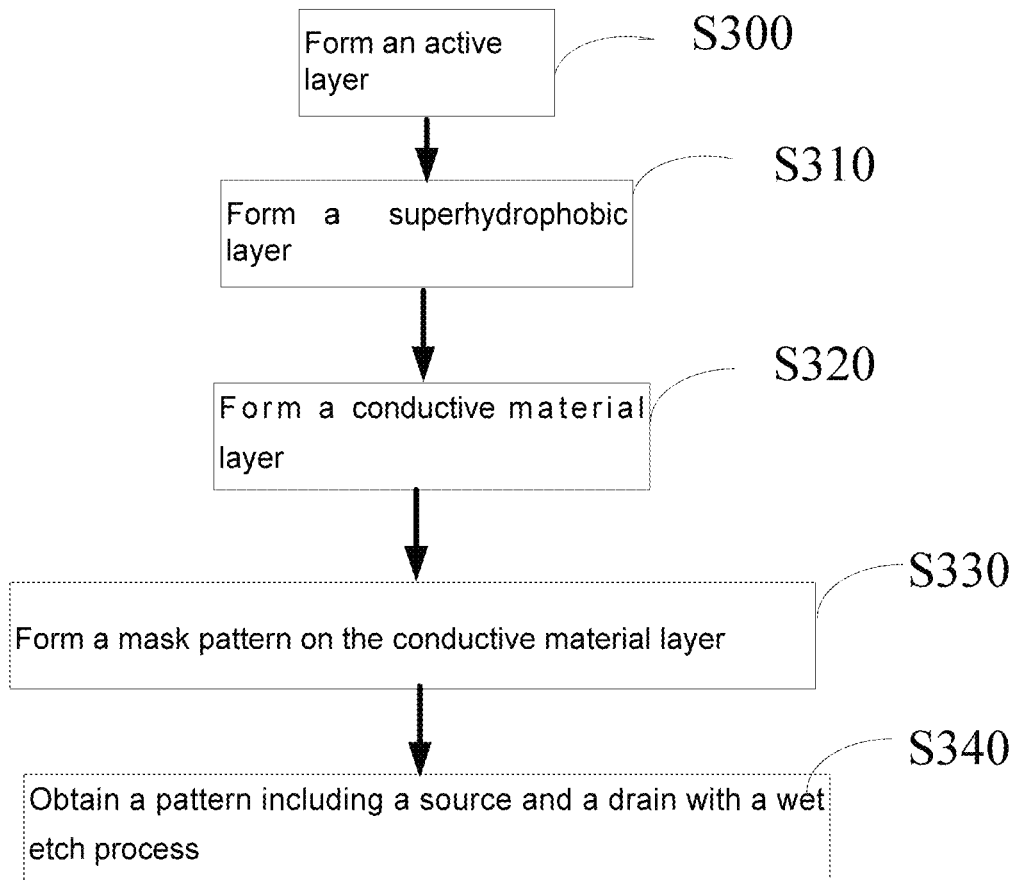 Form an active
layer
S300
Form a superhydrophobic
layer
S310
Form a conductive material
layer
S320
Form a mask pattern on the conductive material layer
S330
Obtain a pattern including a source and a drain with a wet
etch process
S340